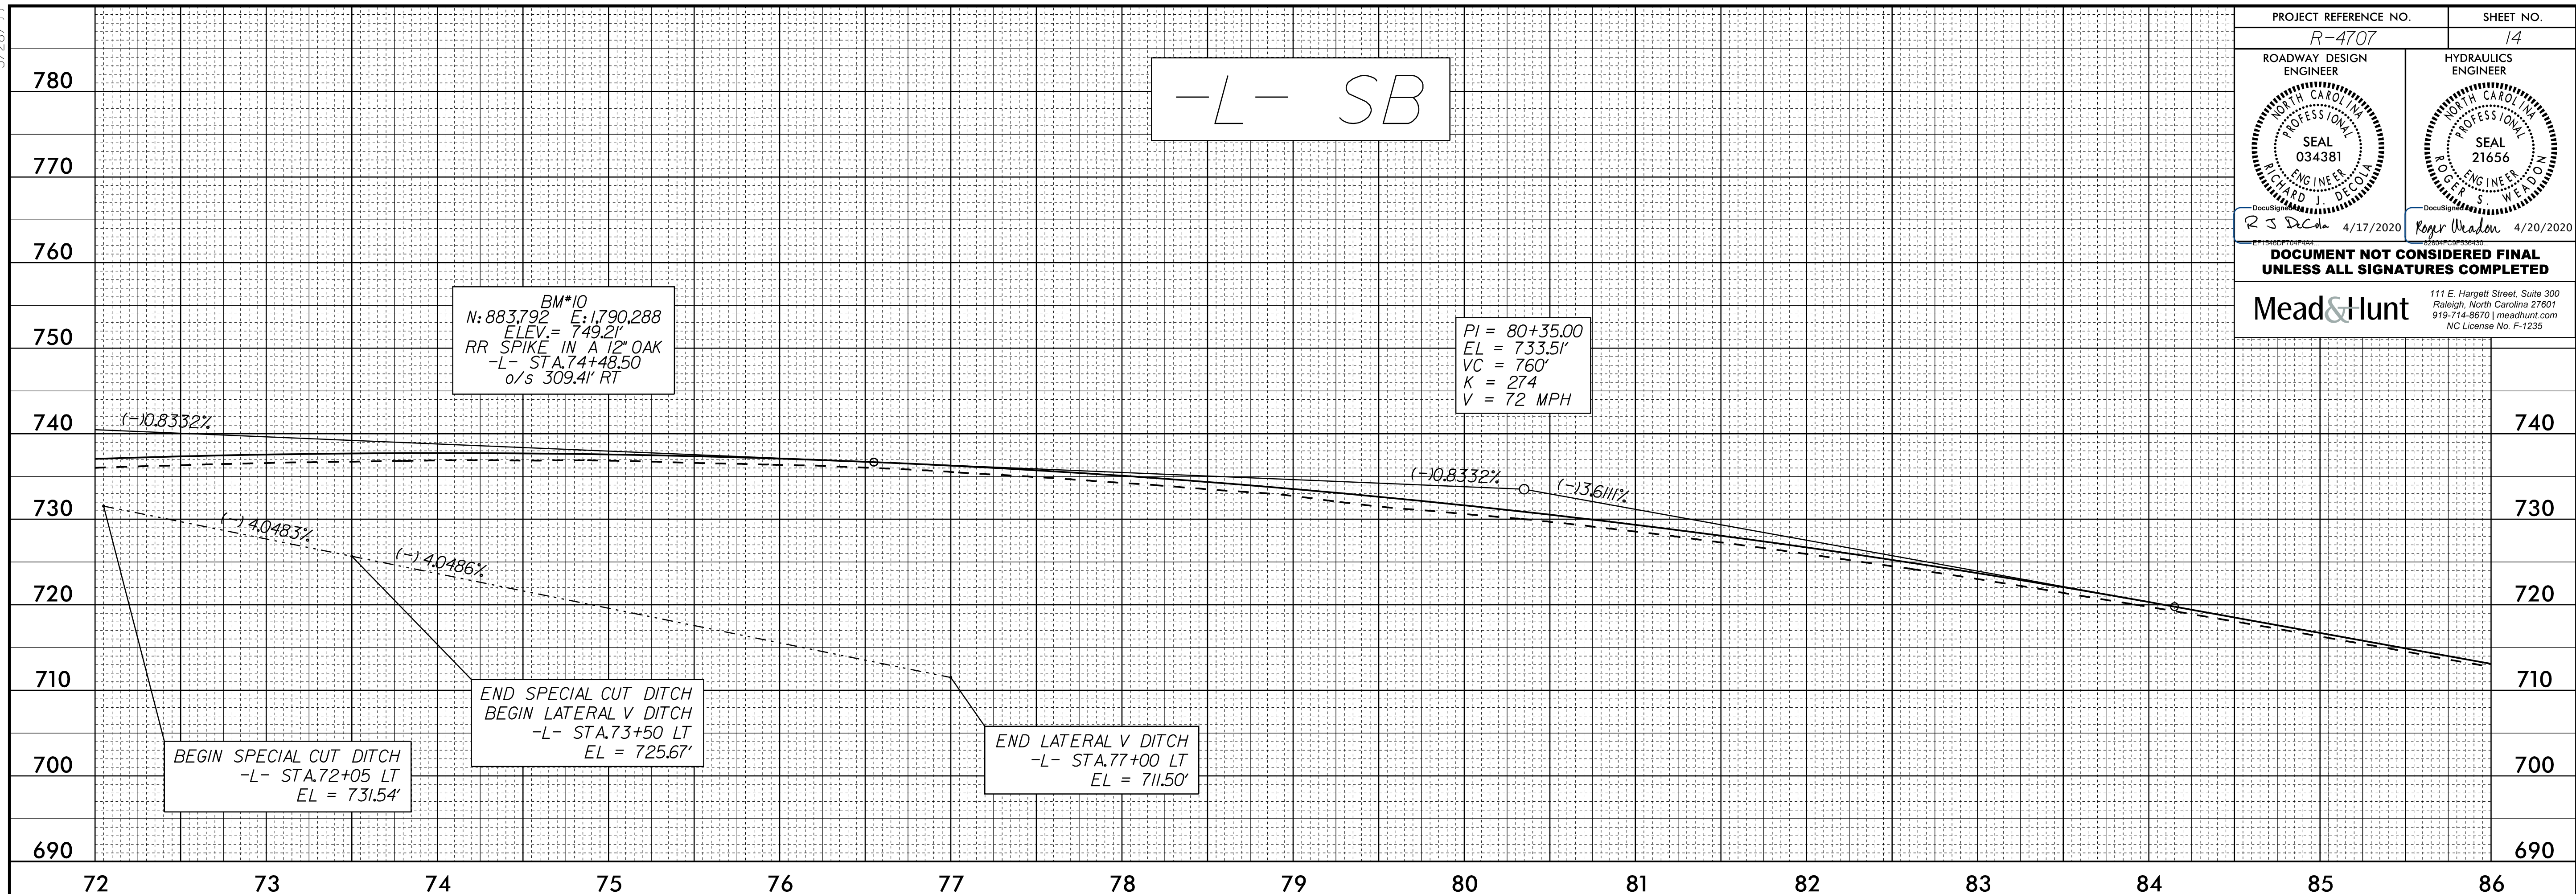 PROJECT REFERENCE NO. SHEET NO.
R-4707 14
ROADWAY DESIGN ENGINEER
HYDRAULICS ENGINEER
NORTH CAROLINA
PROFESSIONAL
SEAL
034381
ENGINEER
RICHARD J. DECOLA
NORTH CAROLINA
PROFESSIONAL
SEAL
21656
ENGINEER
ROGER S. WEADON
R J DeCola 4/17/2020
Roger Weadon 4/20/2020
DOCUMENT NOT CONSIDERED FINAL
UNLESS ALL SIGNATURES COMPLETED
Mead&Hunt
111 E. Hargett Street, Suite 300
Raleigh, North Carolina 27601
919-714-8670 | meadhunt.com
NC License No. F-1235
-L- SB
780
770
760
750
740
730
720
710
700
690
BM#10
N:883,792 E:1,790,288
ELEV.= 749.21'
RR SPIKE IN A 12" OAK
-L- STA.74+48.50
o/s 309.41' RT
PI = 80+35.00
EL = 733.51'
VC = 760'
K = 274
V = 72 MPH
(-)0.8332%
(-)0.8332%
(-)3.6111%
(-)4.0483%
(-)4.0486%
BEGIN SPECIAL CUT DITCH
-L- STA.72+05 LT
EL = 731.54'
END SPECIAL CUT DITCH
BEGIN LATERAL V DITCH
-L- STA.73+50 LT
EL = 725.67'
END LATERAL V DITCH
-L- STA.77+00 LT
EL = 711.50'
740
730
720
710
700
690
72 73 74 75 76 77 78 79 80 81 82 83 84 85 86